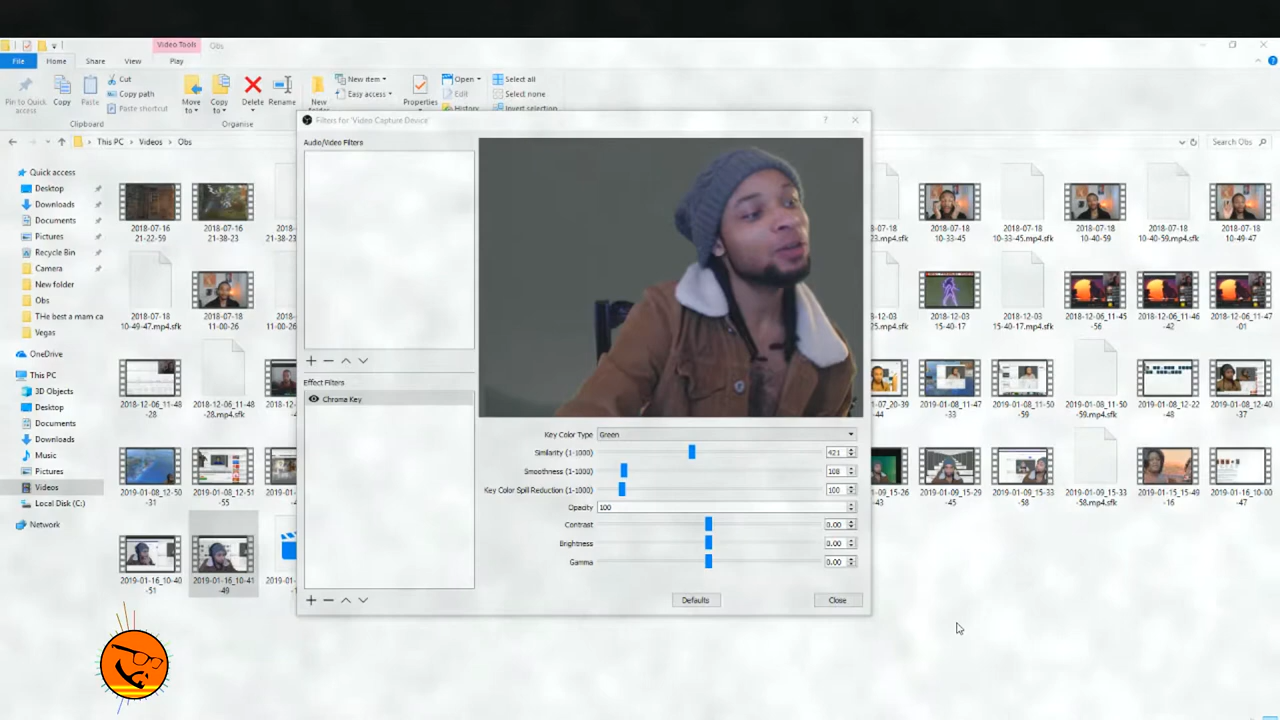 Video Tools
Obs
File
Home
Share
View
Play
Pin to Quick
access
Copy
Paste
Cut
Copy path
Paste shortcut
Move
to
Copy
to
Delete
Rename
New
New item
Easy access
Properties
Open
Edit
History
Select all
Select none
Invert selection
Clipboard
Organise
This PC
Videos
Obs
Search Obs
Quick access
Desktop
Downloads
Documents
Pictures
Recycle Bin
Camera
New folder
Obs
THe best a mam ca
Vegas
OneDrive
This PC
3D Objects
Desktop
Documents
Downloads
Music
Pictures
Videos
Local Disk (C:)
Network
2018-07-16
21-22-59
2018-07-16
21-38-23
2018-07-18
10-49-47.mp4.sfk
2018-07-18
11-00-26
2018-12-06_11-48
-28
2018-12-06_11-48
-28.mp4.sfk
2019-01-08_12-50
-31
2019-01-08_12-51
-55
2019-01-16_10-40
-51
2019-01-16_10-41
-49
Filters for 'Video Capture Device'
Audio/Video Filters
Effect Filters
Chroma Key
Key Color Type
Green
Similarity (1-1000)
421
Smoothness (1-1000)
108
Key Color Spill Reduction (1-1000)
100
Opacity
100
Contrast
0.00
Brightness
0.00
Gamma
0.00
Defaults
Close
2018-07-18
10-33-45
2018-07-18
10-33-45.mp4.sfk
2018-07-18
10-40-59
2018-07-18
10-40-59.mp4.sfk
2018-07-18
10-49-47
2018-12-03
15-40-17
2018-12-03
15-40-17.mp4.sfk
2018-12-06_11-45
-56
2018-12-06_11-46
-42
2018-12-06_11-47
-01
2019-01-08_11-47
-33
2019-01-08_11-50
-59
2019-01-08_11-50
-59.mp4.sfk
2019-01-08_12-22
-48
2019-01-08_12-40
-37
2019-01-09_15-29
-45
2019-01-09_15-33
-58
2019-01-09_15-33
-58.mp4.sfk
2019-01-15_15-49
-16
2019-01-16_10-00
-47